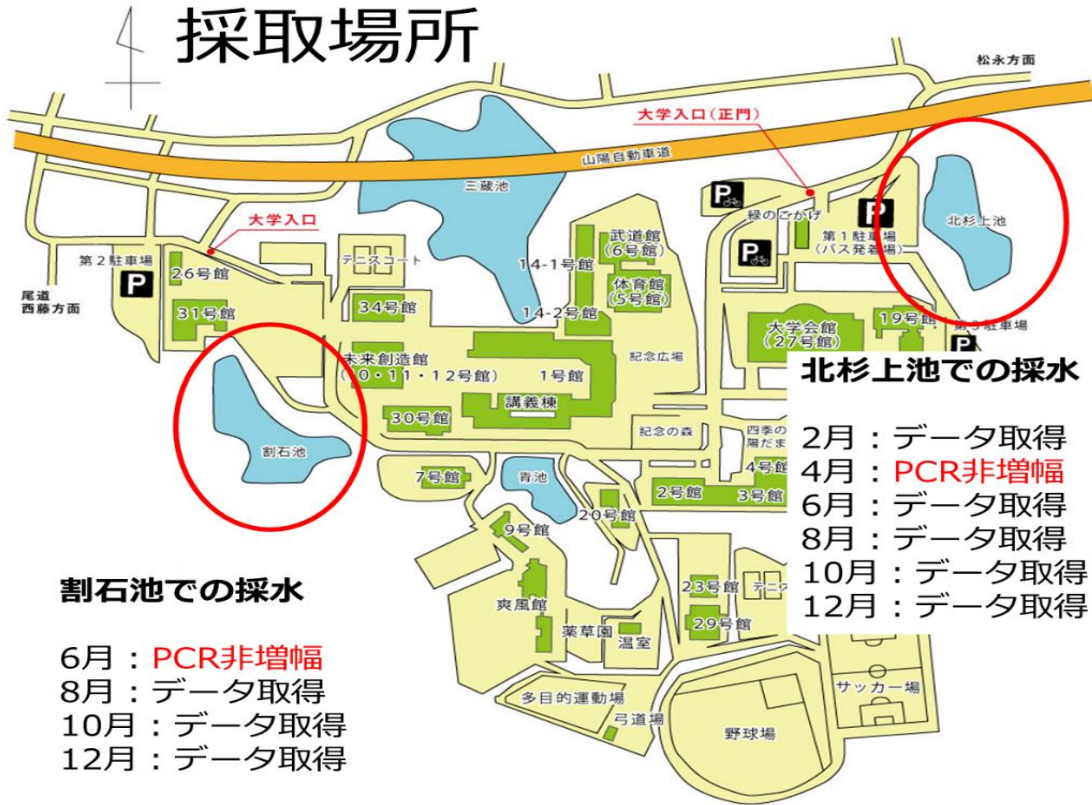 採取場所
松永方面
大学入口(正門)
山陽自動車道
三蔵池
北杉上池
緑のこかげ
第1駐車場
(バス発着場)
大学入口
第2駐車場
26号館
尾道
西藤方面
31号館
テニスコート
34号館
武道館
(6号館)
14-1号館
体育館
(5号館)
14-2号館
大学会館
(27号館)
19号館
第3駐車場
未来創造館
(10・11・12号館)
1号館
記念広場
講義棟
30号館
記念の森
割石池
7号館
青池
2号館
3号館
4号館
20号館
9号館
爽風館
薬草園
温室
23号館
29号館
多目的運動場
弓道場
野球場
サッカー場
北杉上池での採水
2月：データ取得
4月：PCR非増幅
6月：データ取得
8月：データ取得
10月：データ取得
12月：データ取得
割石池での採水
6月：PCR非増幅
8月：データ取得
10月：データ取得
12月：データ取得
P
P
P
P
P